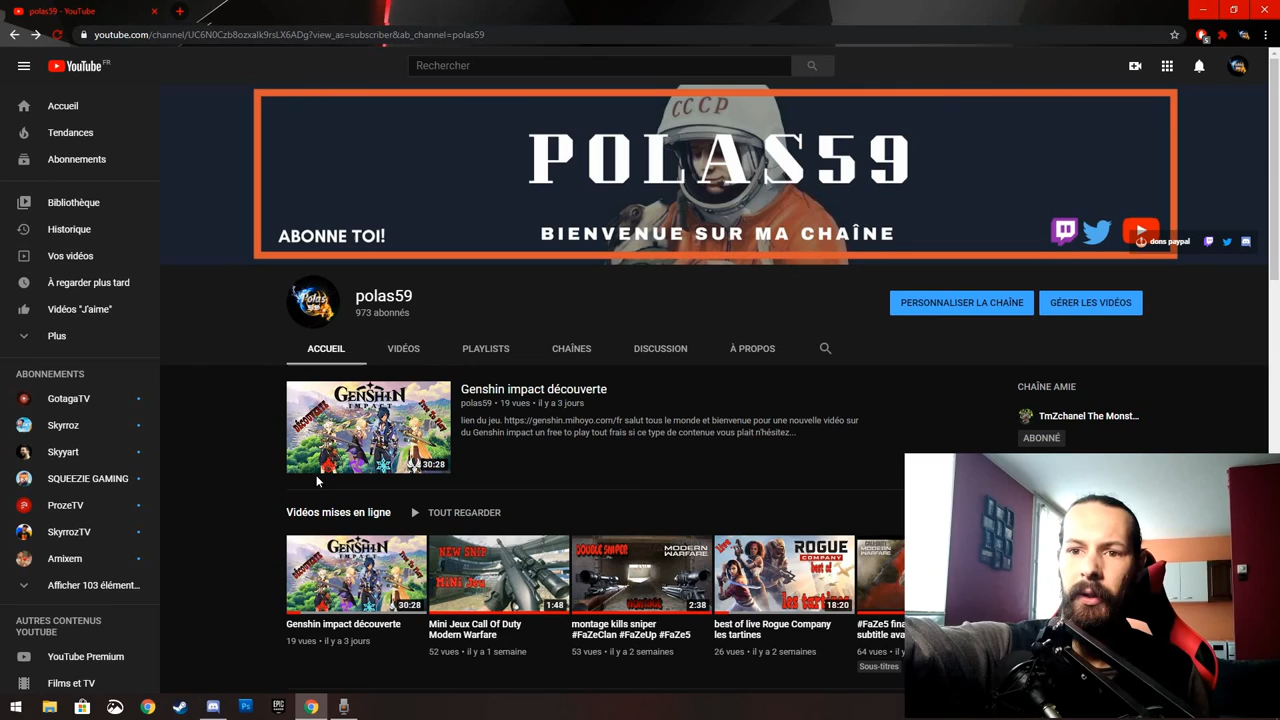 polas59 - YouTube
youtube.com/channel/UC6N0Czb8ozxalk9rsLX6ADg?view_as=subscriber&ab_channel=polas59
YouTube FR
Rechercher
Accueil
Tendances
Abonnements
Bibliothèque
Historique
Vos vidéos
À regarder plus tard
Vidéos "J'aime"
Plus
ABONNEMENTS
GotagaTV
Skyrroz
Skyyart
SQUEEZIE GAMING
ProzeTV
SkyrrozTV
Amixem
Afficher 103 élément...
AUTRES CONTENUS
YOUTUBE
YouTube Premium
Films et TV
CCCP
POLAS59
ABONNE TOI!
BIENVENUE SUR MA CHAÎNE
dons paypal
polas59
973 abonnés
PERSONNALISER LA CHAÎNE
GÉRER LES VIDÉOS
ACCUEIL
VIDÉOS
PLAYLISTS
CHAÎNES
DISCUSSION
À PROPOS
GENSHIN
IMPACT
30:28
Genshin impact découverte
polas59 • 19 vues • il y a 3 jours
lien du jeu. https://genshin.mihoyo.com/fr salut tous le monde et bienvenue pour une nouvelle vidéo sur
du Genshin impact un free to play tout frais si ce type de contenue vous plait n'hésitez...
CHAÎNE AMIE
TmZchanel The Monst...
ABONNÉ
Vidéos mises en ligne
TOUT REGARDER
GENSHIN
IMPACT
30:28
Genshin impact découverte
19 vues • il y a 3 jours
NEW SNIP
MiNi Jeu
1:48
Mini Jeux Call Of Duty
Modern Warfare
52 vues • il y a 1 semaine
DOUBLE SNIPER
MODERN
WARFARE
2:38
montage kills sniper
#FaZeClan #FaZeUp #FaZe5
53 vues • il y a 2 semaines
ROGUE
COMPANY
best of
les tartines
18:20
best of live Rogue Company
les tartines
26 vues • il y a 2 semaines
#FaZe5 fina
subtitle ava
64 vues •
Sous-titres